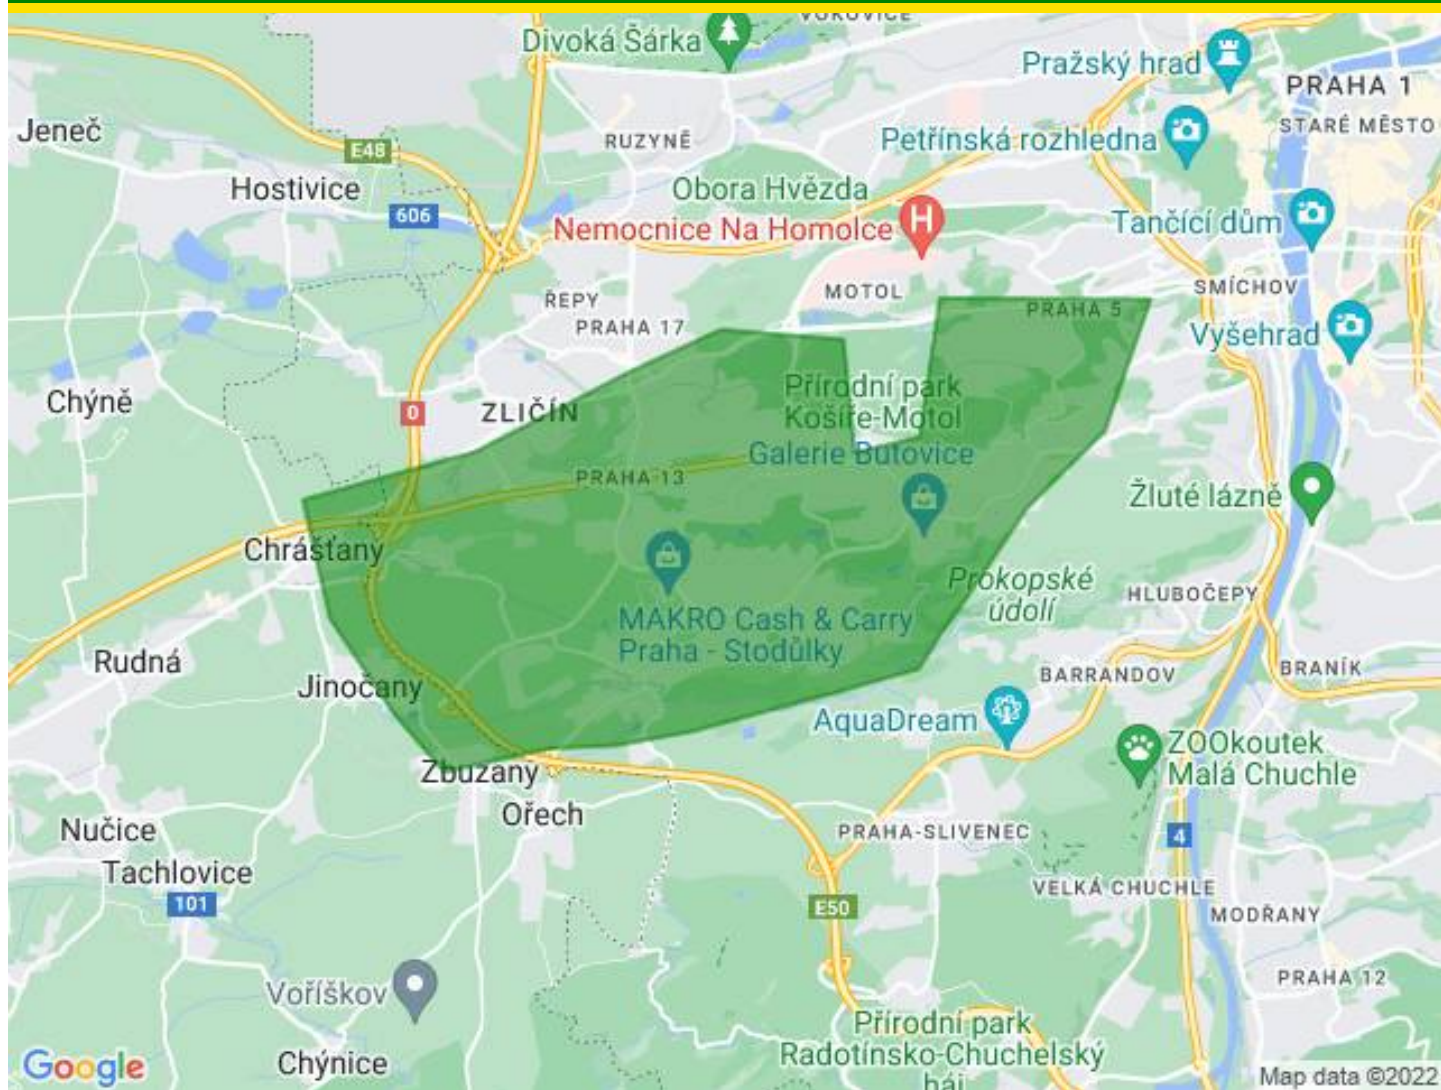 VOKOVICE
Divoká Šárka
Pražský hrad
PRAHA 1
Jeneč
STARÉ MĚSTO
RUZYNĚ
Petřínská rozhledna
E48
Hostivice
Obora Hvězda
606
Nemocnice Na Homolce
H
Tančící dům
ŘEPY
MOTOL
SMÍCHOV
PRAHA 5
PRAHA 17
Vyšehrad
Přírodní park
Košíře-Motol
Chýně
0
ZLIČÍN
Galerie Butovice
PRAHA 13
Žluté lázně
Chrášťany
Prokopské
údolí
HLUBOČEPY
MAKRO Cash & Carry
Praha - Stodůlky
Rudná
BRANÍK
BARRANDOV
Jinočany
AquaDream
ZOOkoutek
Malá Chuchle
Zbuzany
Ořech
Nučice
PRAHA-SLIVENEC
4
Tachlovice
VELKÁ CHUCHLE
101
E50
MODŘANY
PRAHA 12
Voříškov
Přírodní park
Radotínsko-Chuchelský
háj
Chýnice
Google
Map data ©2022